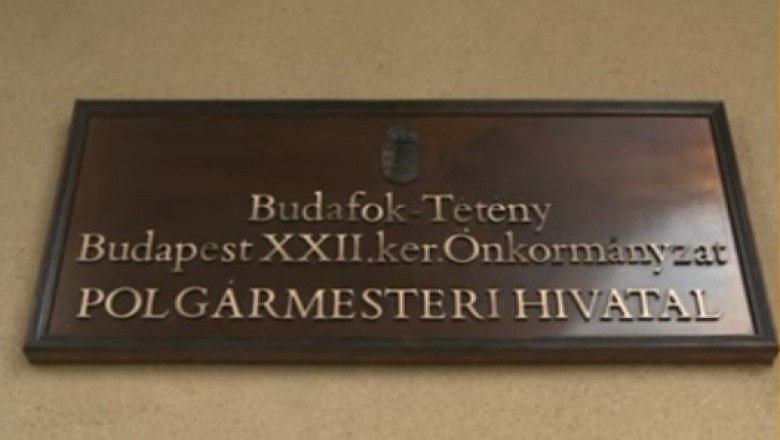 Budafok-Tétény
Budapest XXII.ker.Önkormányzat
POLGÁRMESTERI HIVATAL